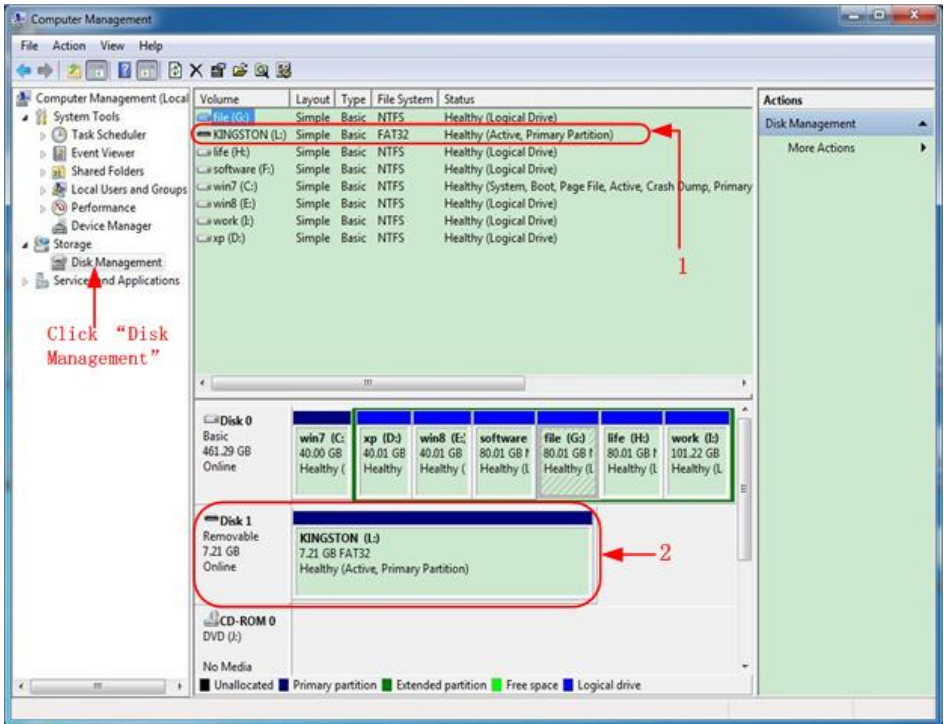 Computer Management
File Action View Help
Computer Management (Local
System Tools
Task Scheduler
Event Viewer
Shared Folders
Local Users and Groups
Performance
Device Manager
Storage
Disk Management
Services and Applications
Click “Disk
Management”
Volume Layout Type File System Status
file (G:) Simple Basic NTFS Healthy (Logical Drive)
KINGSTON (L:) Simple Basic FAT32 Healthy (Active, Primary Partition)
life (H:) Simple Basic NTFS Healthy (Logical Drive)
software (F:) Simple Basic NTFS Healthy (Logical Drive)
win7 (C:) Simple Basic NTFS Healthy (System, Boot, Page File, Active, Crash Dump, Primary
win8 (E:) Simple Basic NTFS Healthy (Logical Drive)
work (I:) Simple Basic NTFS Healthy (Logical Drive)
xp (D:) Simple Basic NTFS Healthy (Logical Drive)
1
Actions
Disk Management
More Actions
Disk 0
Basic
461.29 GB
Online
win7 (C: xp (D:) win8 (E: software file (G:) life (H:) work (I:)
40.00 GB 40.01 GB 40.01 GB 80.01 GB N 80.01 GB N 80.01 GB N 101.22 GB
Healthy ( Healthy Healthy ( Healthy (L Healthy (L Healthy (L Healthy (L
Disk 1
Removable
7.21 GB
Online
KINGSTON (L:)
7.21 GB FAT32
Healthy (Active, Primary Partition)
2
CD-ROM 0
DVD (J:)
No Media
Unallocated Primary partition Extended partition Free space Logical drive